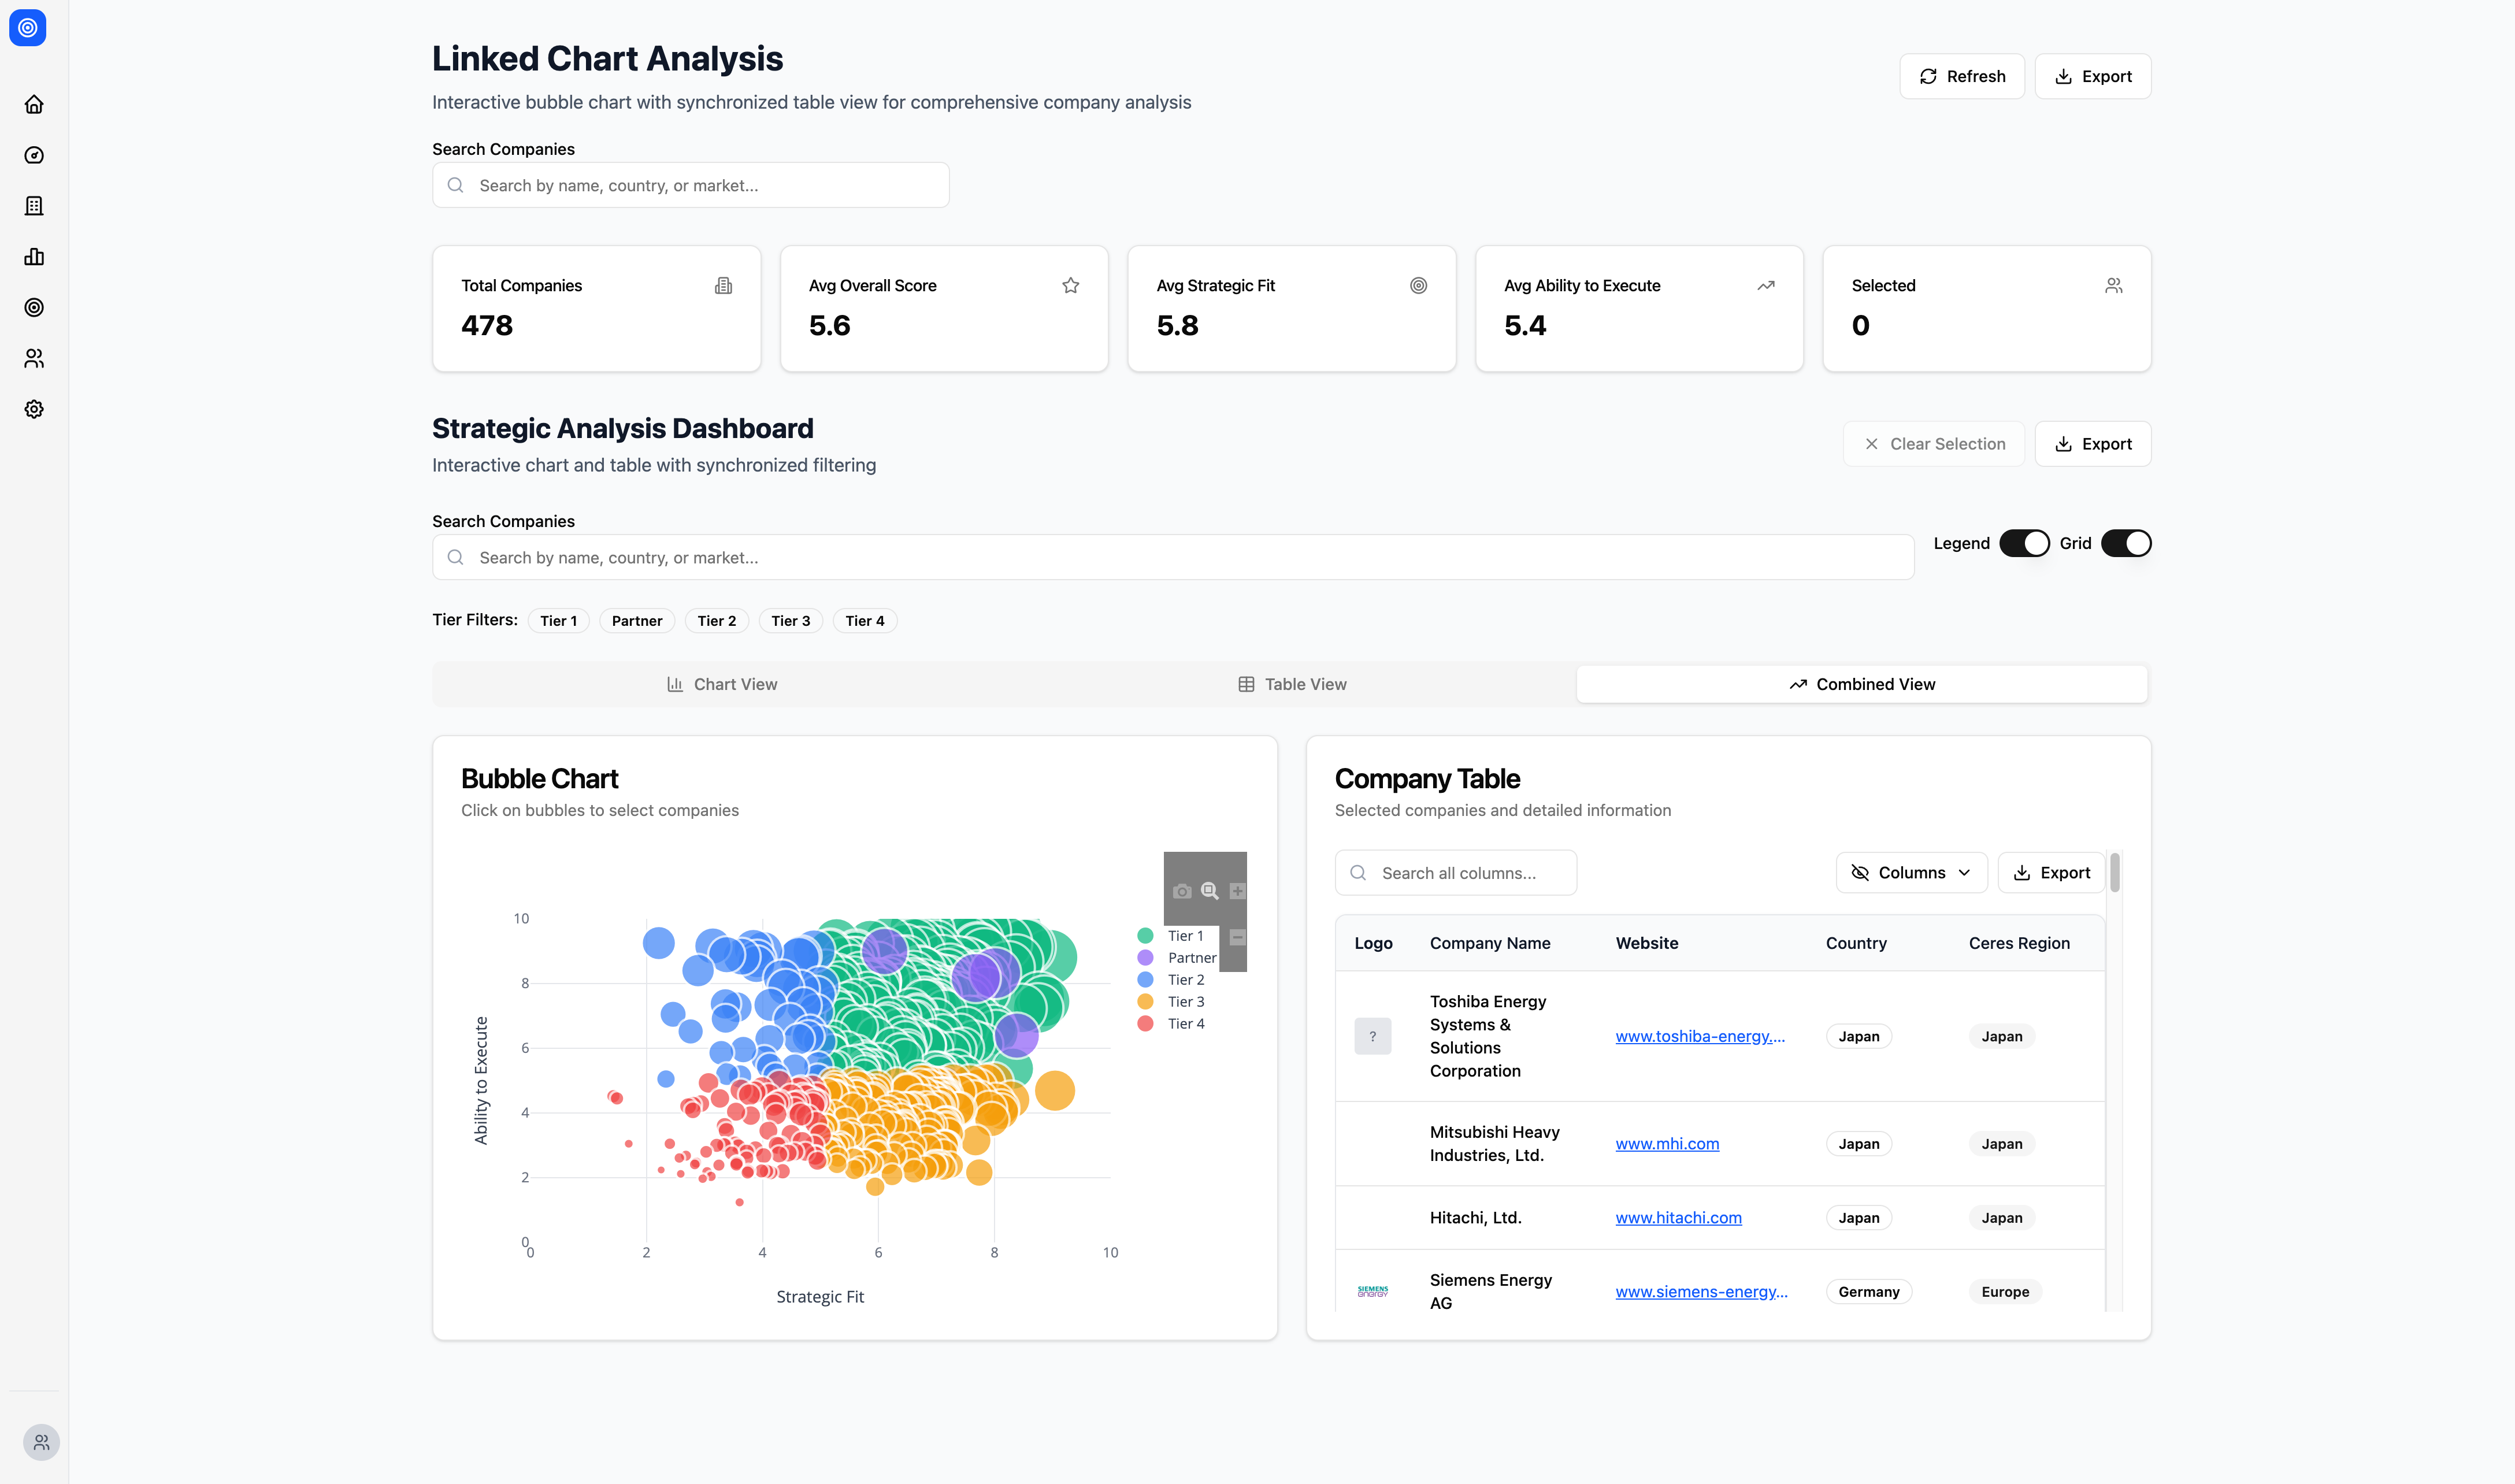 Linked Chart Analysis
Interactive bubble chart with synchronized table view for comprehensive company analysis
Refresh
Export
Search Companies
Search by name, country, or market...
Total Companies
478
Avg Overall Score
5.6
Avg Strategic Fit
5.8
Avg Ability to Execute
5.4
Selected
0
Strategic Analysis Dashboard
Interactive chart and table with synchronized filtering
Clear Selection
Export
Search Companies
Search by name, country, or market...
Legend
Grid
Tier Filters:
Tier 1
Partner
Tier 2
Tier 3
Tier 4
Chart View
Table View
Combined View
Bubble Chart
Click on bubbles to select companies
10
8
6
4
2
0
Ability to Execute
0
2
4
6
8
10
Strategic Fit
Tier 1
Partner
Tier 2
Tier 3
Tier 4
Company Table
Selected companies and detailed information
Search all columns...
Columns
Export
Logo
Company Name
Website
Country
Ceres Region
?
Toshiba Energy
Systems &
Solutions
Corporation
www.toshiba-energy....
Japan
Japan
Mitsubishi Heavy
Industries, Ltd.
www.mhi.com
Japan
Japan
Hitachi, Ltd.
www.hitachi.com
Japan
Japan
SIEMENS
energy
Siemens Energy
AG
www.siemens-energy...
Germany
Europe